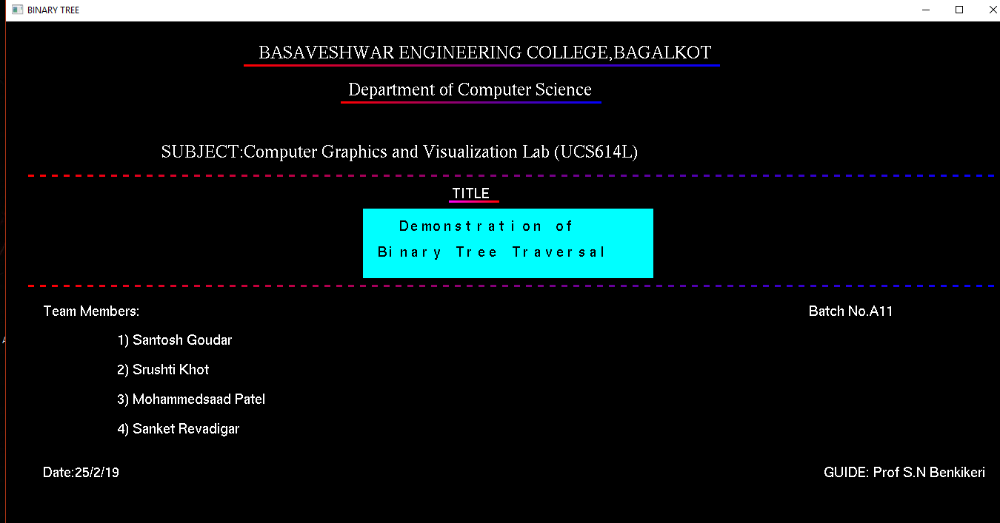 BINARY TREE
BASAVESHWAR ENGINEERING COLLEGE,BAGALKOT
Department of Computer Science
SUBJECT:Computer Graphics and Visualization Lab (UCS614L)
TITLE
Demonstration of
Binary Tree Traversal
Team Members:
Batch No.A11
1) Santosh Goudar
2) Srushti Khot
3) Mohammedsaad Patel
4) Sanket Revadigar
Date:25/2/19
GUIDE: Prof S.N Benkikeri